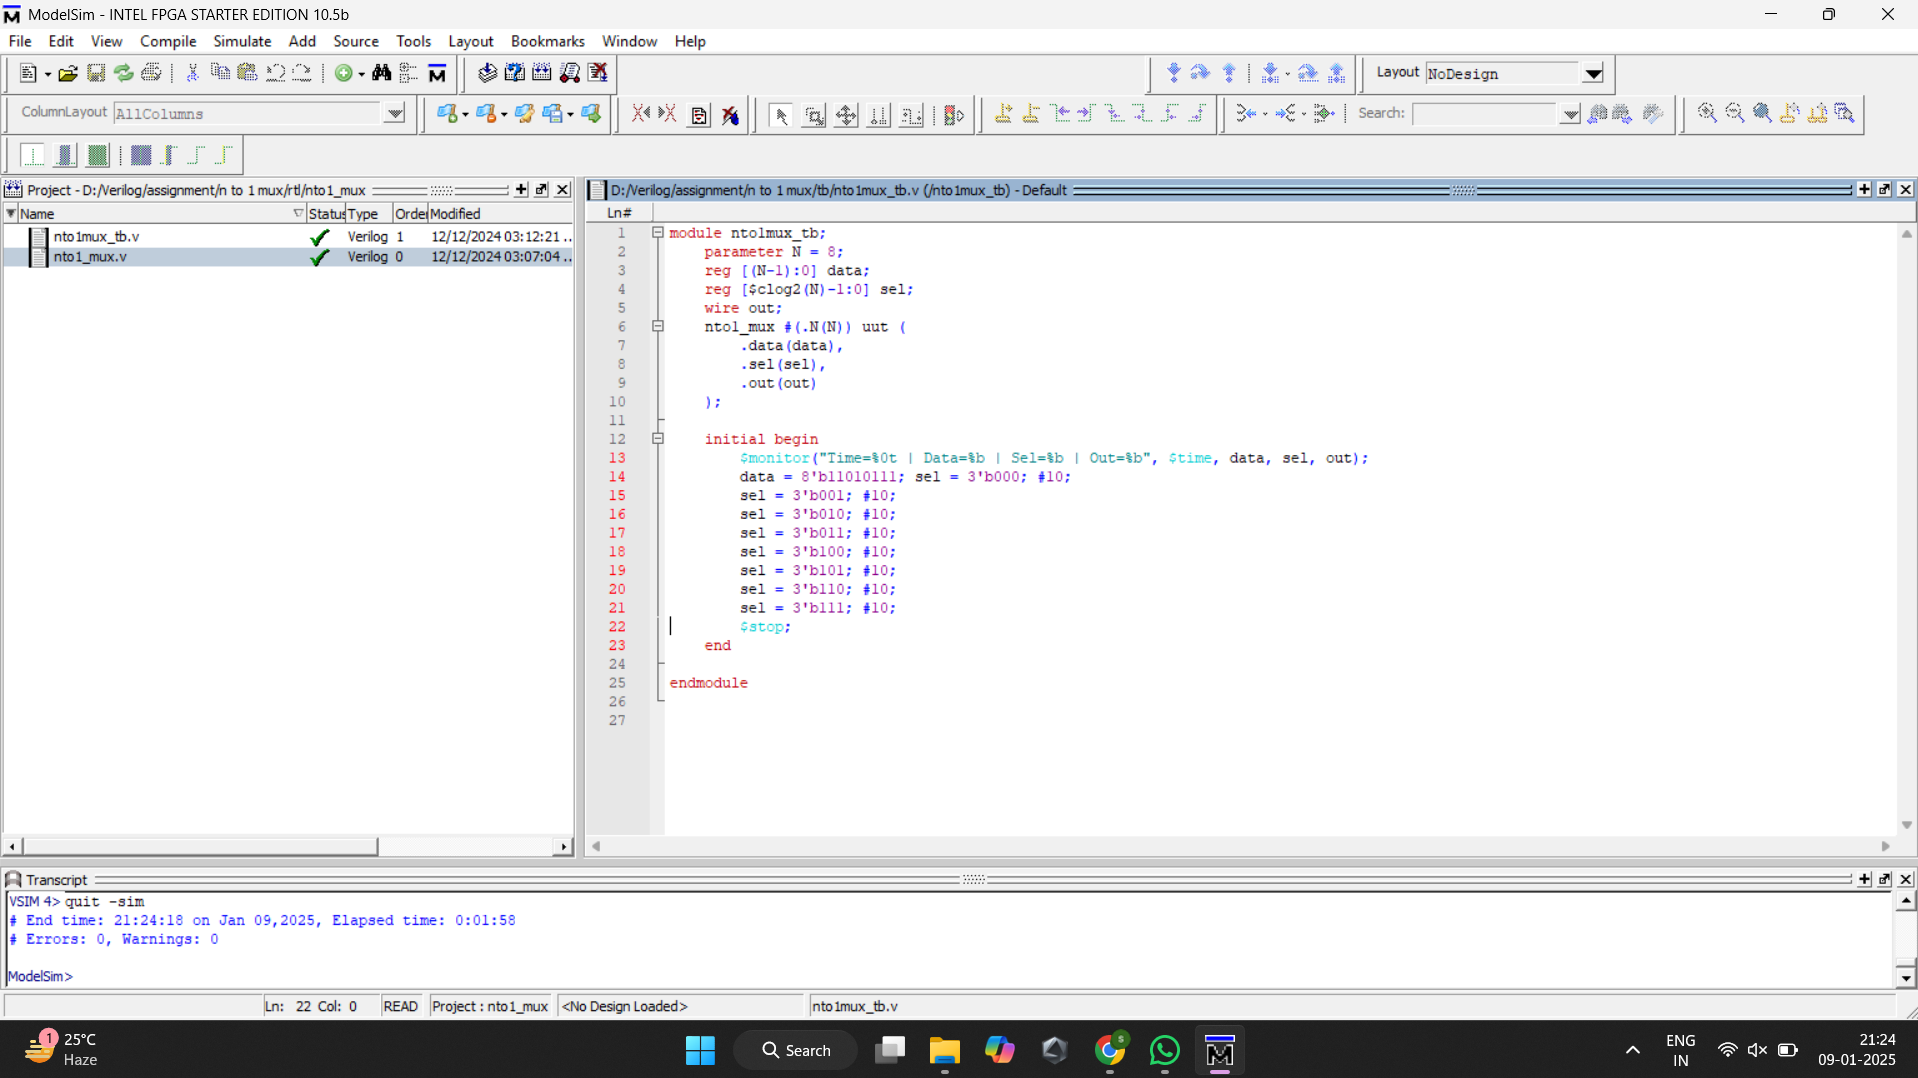 ModelSim - INTEL FPGA STARTER EDITION 10.5b
File Edit View Compile Simulate Add Source Tools Layout Bookmarks Window Help
Layout NoDesign
ColumnLayout AllColumns
Search:
Project - D:/Verilog/assignment/n to 1 mux/rtl/nto1_mux
Name Status Type Order Modified
nto1mux_tb.v Verilog 1 12/12/2024 03:12:21 ..
nto1_mux.v Verilog 0 12/12/2024 03:07:04 ..
D:/Verilog/assignment/n to 1 mux/tb/nto1mux_tb.v (/nto1mux_tb) - Default
Ln#
1 module nto1mux_tb;
2 parameter N = 8;
3 reg [(N-1):0] data;
4 reg [$clog2(N)-1:0] sel;
5 wire out;
6 nto1_mux #(.N(N)) uut (
7 .data(data),
8 .sel(sel),
9 .out(out)
10 );
11
12 initial begin
13 $monitor("Time=%0t | Data=%b | Sel=%b | Out=%b", $time, data, sel, out);
14 data = 8'b11010111; sel = 3'b000; #10;
15 sel = 3'b001; #10;
16 sel = 3'b010; #10;
17 sel = 3'b011; #10;
18 sel = 3'b100; #10;
19 sel = 3'b101; #10;
20 sel = 3'b110; #10;
21 sel = 3'b111; #10;
22 $stop;
23 end
24
25 endmodule
26
27
Transcript
VSIM 4> quit -sim
# End time: 21:24:18 on Jan 09,2025, Elapsed time: 0:01:58
# Errors: 0, Warnings: 0
ModelSim>
Ln: 22 Col: 0 READ Project : nto1_mux <No Design Loaded> nto1mux_tb.v
1
25°C
Haze
Search
S
ENG
IN
21:24
09-01-2025